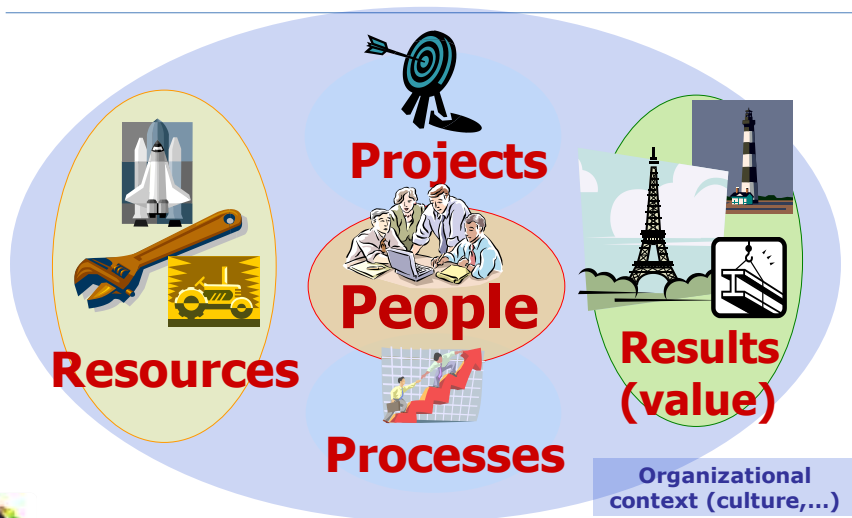 Projects
People
Resources
Results
(value)
Processes
Organizational
context (culture,...)